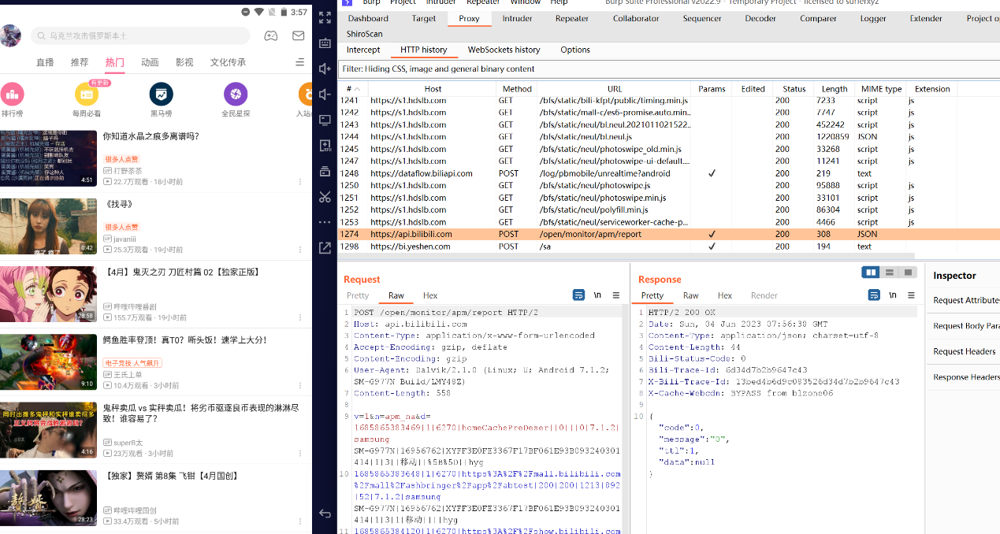 3:57
乌克兰攻击俄罗斯本土
直播 推荐 热门 动画 影视 文化传承
有更新
排行榜 每周必看 黑马榜 全民星探 入站
你知道水晶之痕多离谱吗？
很多人点赞
UP 打野茶茶
22.7万观看 · 18小时前
4:51
《找寻》
很多人点赞
UP javaniii
25.3万观看 · 19小时前
0:42
【4月】鬼灭之刃 刀匠村篇 02【独家正版】
UP 哔哩哔哩番剧
155.7万观看 · 19小时前
28:58
鳄鱼胜率登顶！真T0？断头饭！速学上大分！
电子竞技·人气飙升
UP 王氏上单
10.4万观看 · 3小时前
9:10
鬼秤卖瓜 vs 实秤卖瓜！将劣币驱逐良币表现的淋淋尽
致！谁容易了？
UP superB太
23万观看 · 3小时前
同时出摊多鬼秤和实秤谁卖得多
4:16
【独家】赘婿 第8集 飞钳【4月国创】
UP 哔哩哔哩国创
33.4万观看 · 5小时前
28:23
Burp Project Intruder Repeater Window Help Burp Suite Professional v2022.9 - Temporary Project - licensed to surferxyz
Dashboard Target Proxy Intruder Repeater Collaborator Sequencer Decoder Comparer Logger Extender Project o
ShiroScan
Intercept HTTP history WebSockets history Options
Filter: Hiding CSS, image and general binary content
# Host Method URL Params Edited Status Length MIME type Extension
1241 https://s1.hdslb.com GET /bfs/static/bili-kfpt/public/timing.min.js 200 7233 script js
1242 https://s1.hdslb.com GET /bfs/static/mall-c/es6-promise.auto.min... 200 7747 script js
1243 https://s1.hdslb.com GET /bfs/static/neul/bl.neul.2021011021522... 200 452242 script js
1244 https://s1.hdslb.com GET /bfs/static/neul/bl.neul.js 200 1220859 JSON js
1245 https://s1.hdslb.com GET /bfs/static/neul/photoswipe_old.min.js 200 33268 script js
1247 https://s1.hdslb.com GET /bfs/static/neul/photoswipe-ui-default.... 200 11241 script js
1248 https://dataflow.biliapi.com POST /log/pbmobile/unrealtime?android ✓ 200 219 text
1250 https://s1.hdslb.com GET /bfs/static/neul/photoswipe.js 200 95888 script js
1251 https://s1.hdslb.com GET /bfs/static/neul/photoswipe.min.js 200 33101 script js
1252 https://s1.hdslb.com GET /bfs/static/neul/polyfill.min.js 200 86304 script js
1253 https://s1.hdslb.com GET /bfs/static/neul/serviceworker-cache-p... 200 4466 script js
1274 https://api.bilibili.com POST /open/monitor/apm/report ✓ 200 308 JSON
1298 https://bi.yeshen.com POST /sa ✓ 200 194 text
Request
Pretty Raw Hex \n
1 POST /open/monitor/apm/report HTTP/2
2 Host: api.bilibili.com
3 Content-Type: application/x-www-form-urlencoded
4 Accept-Encoding: gzip, deflate
5 Content-Encoding: gzip
6 User-Agent: Dalvik/2.1.0 (Linux; U; Android 7.1.2;
SM-G977N Build/LMY48Z)
7 Content-Length: 558
8
9 v=1&n=apm_na&d=
1685865383469|1|6270|homeCachePreDeser||0|||0|7.1.2|
samsung
SM-G977N|16956762|XYFF3E0FE3367F17BF061E93B093240301
414|1|3||移动||%5B%5D||hyg
10 1685865383648|1|6270|https%3A%2F%2Fmall.bilibili.com
%2Fmall%2Fashbringer%2Fapp%2Fabtest|200|200|1213|892
|52|7.1.2|samsung
SM-G977N|16956762|XYFF3E0FE3367F17BF061E93B093240301
414|1|3|1|移动||||hyg
11 1685865384120|1|6270|https%3A%2F%2Fshow.bilibili.com
Response
Pretty Raw Hex Render \n
1 HTTP/2 200 OK
2 Date: Sun, 04 Jun 2023 07:56:38 GMT
3 Content-Type: application/json; charset=utf-8
4 Content-Length: 44
5 Bili-Status-Code: 0
6 Bili-Trace-Id: 6d34d7b2b9647c43
7 X-Bili-Trace-Id: 13bed4b6d9c083526d34d7b2b9647c43
8 X-Cache-Webcdn: BYPASS from blzone06
9
10 {
"code":0,
"message":"0",
"ttl":1,
"data":null
}
Inspector
Request Attribute
Request Body Para
Request Headers
Response Headers